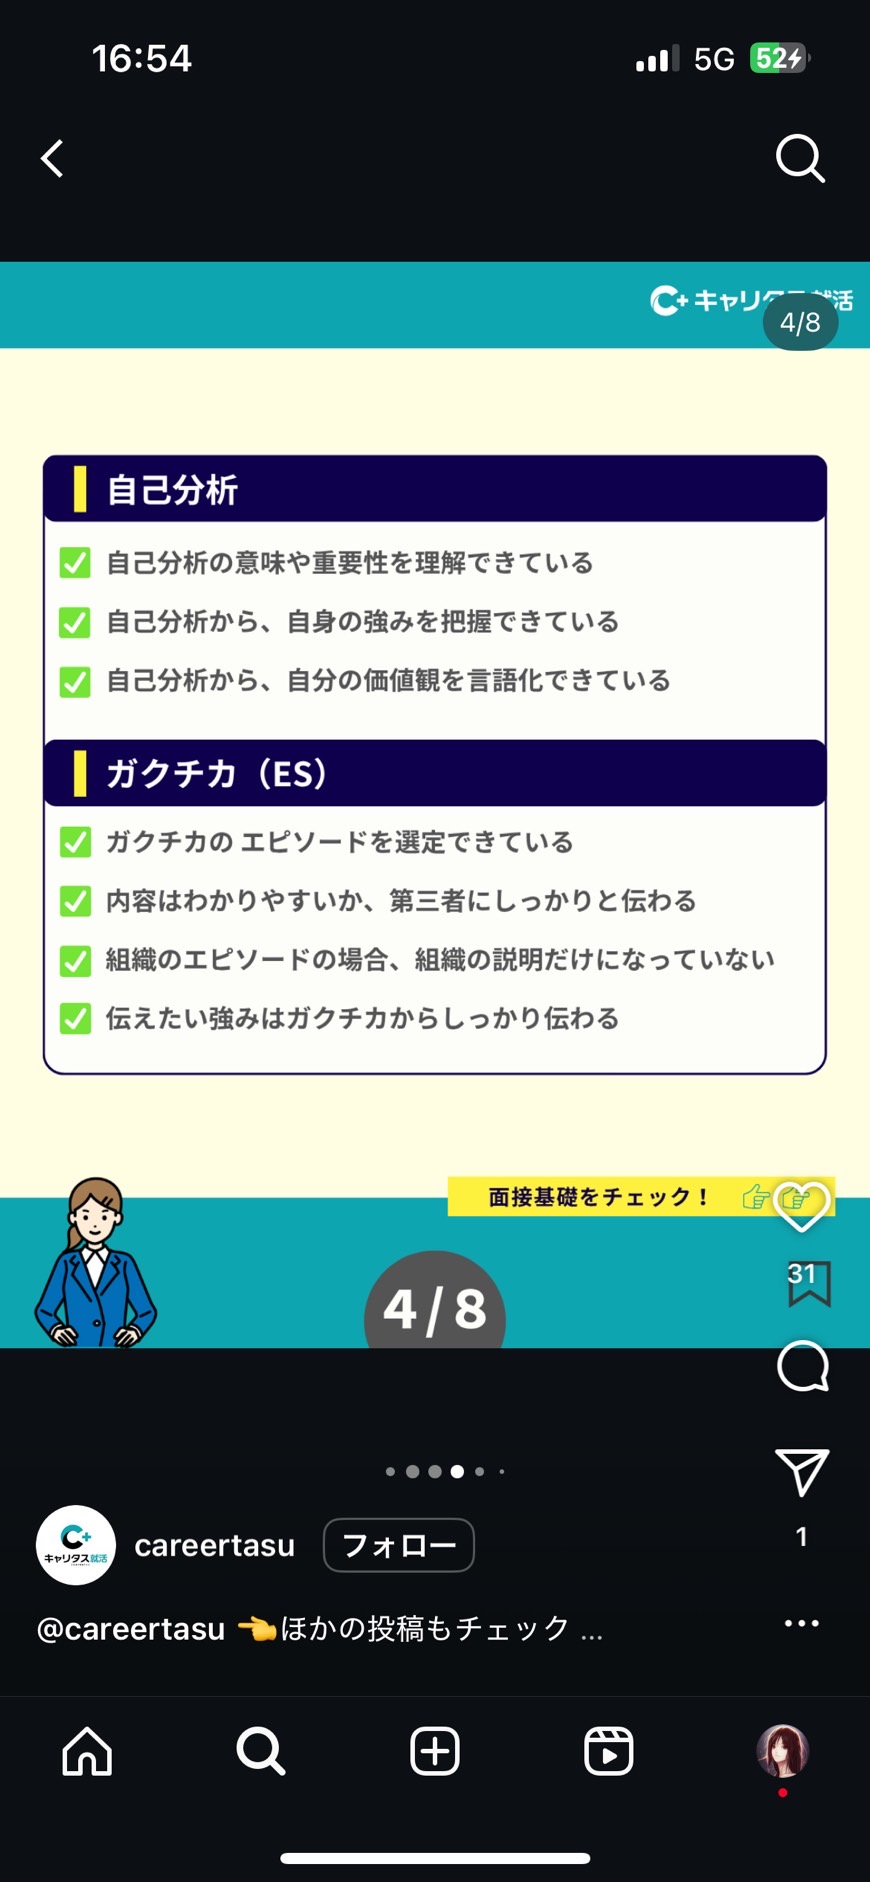 16:54
5G
52
キャリタス就活
4/8
自己分析
自己分析の意味や重要性を理解できている
自己分析から、自身の強みを把握できている
自己分析から、自分の価値観を言語化できている
ガクチカ（ES）
ガクチカの エピソードを選定できている
内容はわかりやすいか、第三者にしっかりと伝わる
組織のエピソードの場合、組織の説明だけになっていない
伝えたい強みはガクチカからしっかり伝わる
面接基礎をチェック！
31
4/8
1
キャリタス就活
careertasu
フォロー
@careertasu 👈ほかの投稿もチェック ...